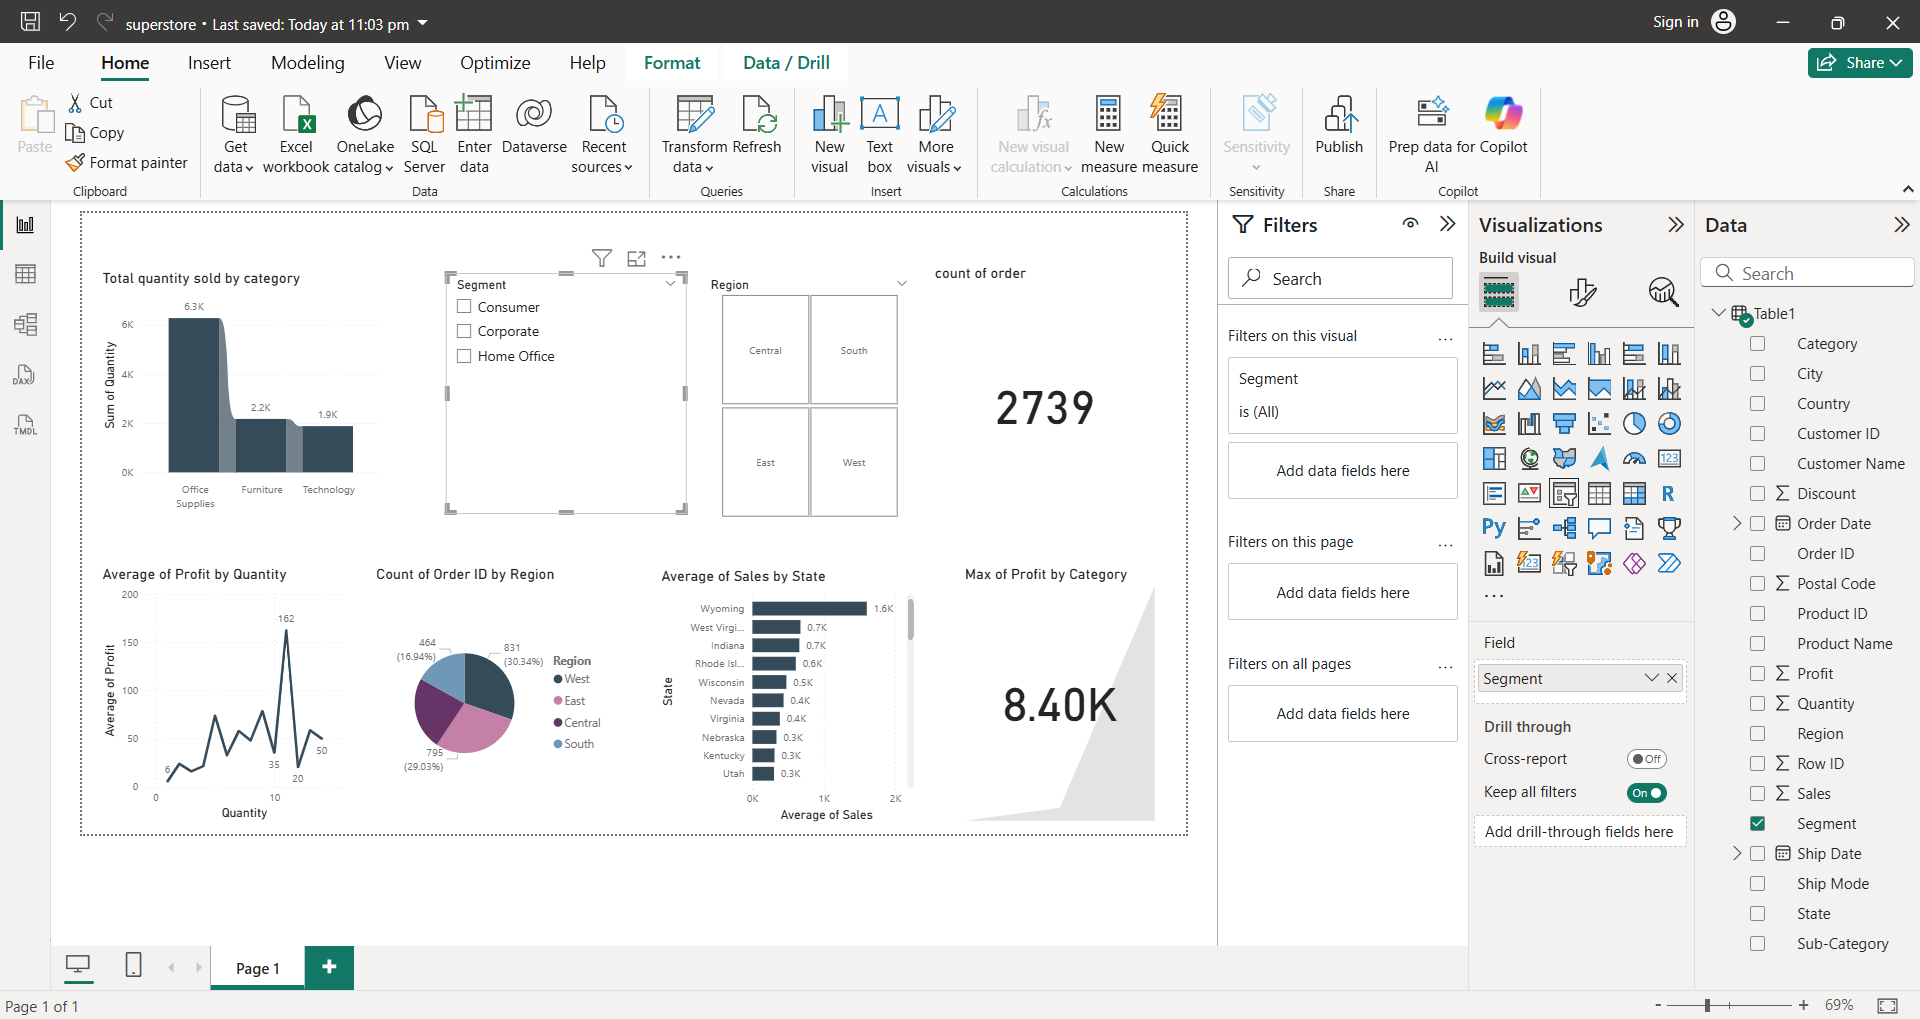 superstore • Last saved: Today at 11:03 pm
Sign in
File Home Insert Modeling View Optimize Help Format Data / Drill
Share
Paste
Cut
Copy
Format painter
Clipboard
Get data
Excel workbook
OneLake catalog
SQL Server
Enter data
Dataverse
Recent sources
Data
Transform data
Refresh
Queries
New visual
Text box
More visuals
Insert
New visual calculation
New measure
Quick measure
Calculations
Sensitivity
Sensitivity
Publish
Share
Prep data for AI
Copilot
Copilot
DAX
TMDL
Total quantity sold by category
Sum of Quantity
6K
4K
2K
0K
6.3K
2.2K
1.9K
Office Supplies
Furniture
Technology
Segment
Consumer
Corporate
Home Office
Region
Central
South
East
West
count of order
2739
Average of Profit by Quantity
Average of Profit
200
150
100
50
0
6
162
35
20
50
0
10
Quantity
Count of Order ID by Region
464
(16.94%)
831
(30.34%)
795
(29.03%)
Region
West
East
Central
South
Average of Sales by State
State
Wyoming 1.6K
West Virgi... 0.7K
Indiana 0.7K
Rhode Isl... 0.6K
Wisconsin 0.5K
Nevada 0.4K
Virginia 0.4K
Nebraska 0.3K
Kentucky 0.3K
Utah 0.3K
0K 1K 2K
Average of Sales
Max of Profit by Category
8.40K
Filters
Search
Filters on this visual
Segment
is (All)
Add data fields here
Filters on this page
Add data fields here
Filters on all pages
Add data fields here
Visualizations
Build visual
123
R
Py
123
Field
Segment
Drill through
Cross-report
Off
Keep all filters
On
Add drill-through fields here
Data
Search
Table1
Category
City
Country
Customer ID
Customer Name
Discount
Order Date
Order ID
Postal Code
Product ID
Product Name
Profit
Quantity
Region
Row ID
Sales
Segment
Ship Date
Ship Mode
State
Sub-Category
Page 1
Page 1 of 1
69%